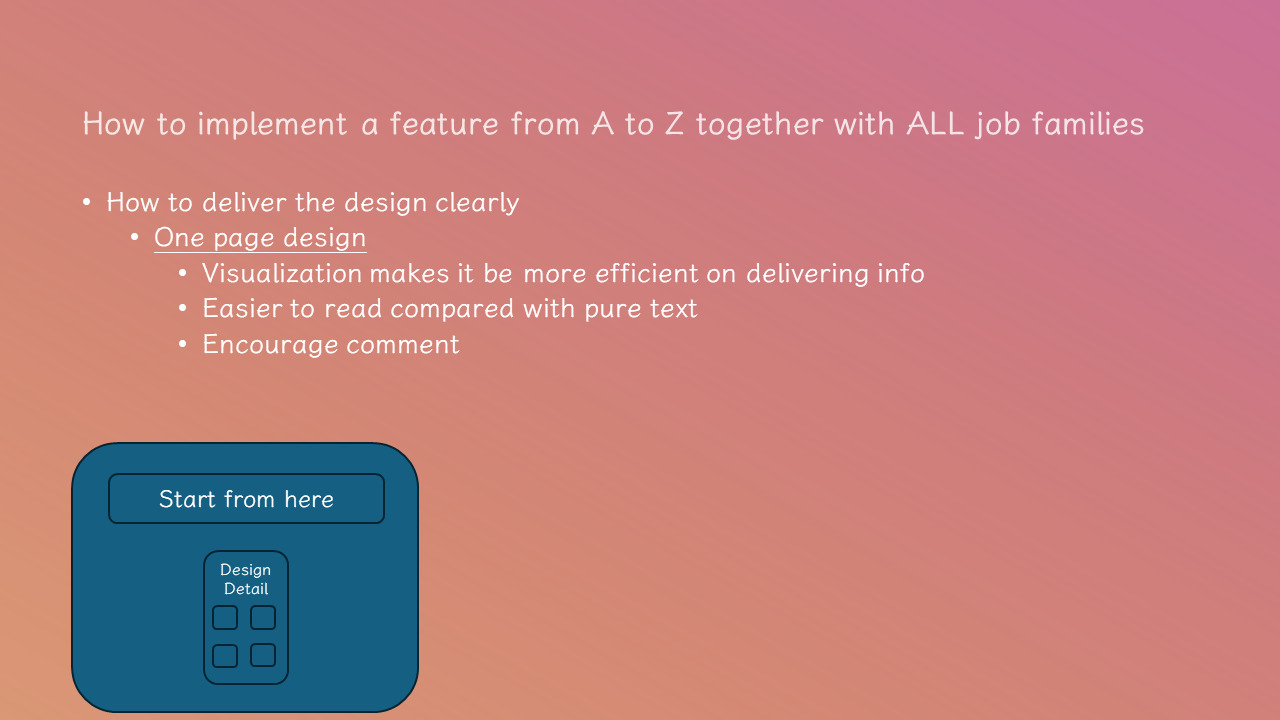 How to implement a feature from A to Z together with ALL job families
• How to deliver the design clearly
• One page design
• Visualization makes it be more efficient on delivering info
• Easier to read compared with pure text
• Encourage comment
Start from here
Design
Detail